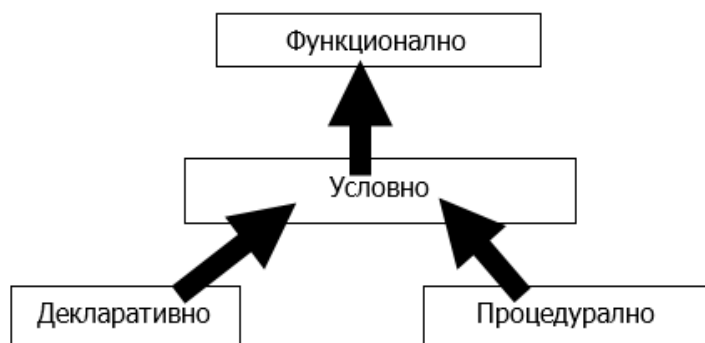 Функционално
Условно
Декларативно
Процедурално